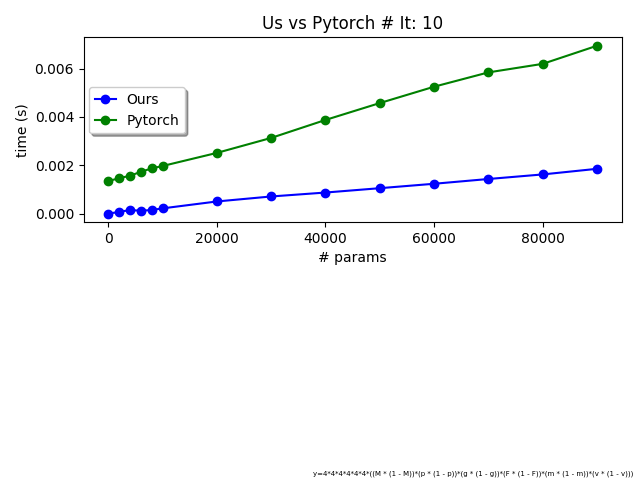 Us vs Pytorch # It: 10
0.006
0.004
0.002
0.000
time (s)
Ours
Pytorch
0 20000 40000 60000 80000
# params
y=4*4*4*4*4*4*((M * (1 - M))*(p * (1 - p))*(g * (1 - g))*(F * (1 - F))*(m * (1 - m))*(v * (1 - v)))